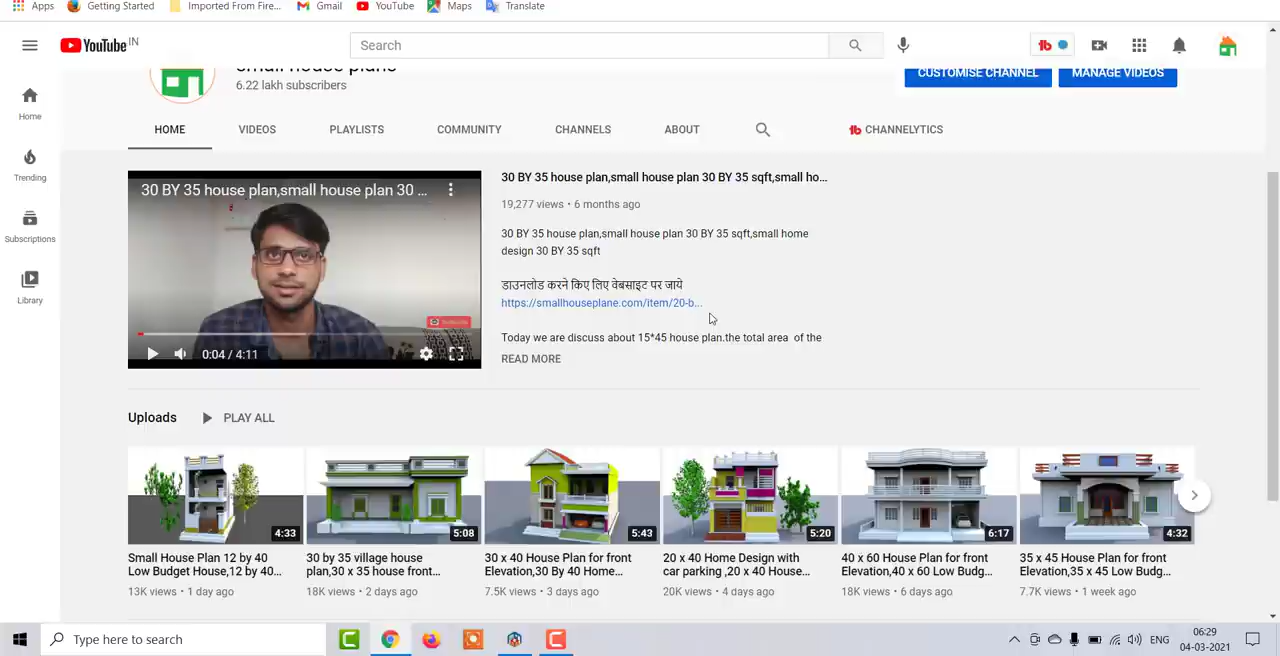 Apps Getting Started Imported From Fire... Gmail YouTube Maps Translate
YouTube IN
Search
6.22 lakh subscribers
CUSTOMISE CHANNEL MANAGE VIDEOS
HOME VIDEOS PLAYLISTS COMMUNITY CHANNELS ABOUT CHANNELYTICS
Home
Trending
Subscriptions
Library
30 BY 35 house plan,small house plan 30 ...
0:04 / 4:11
30 BY 35 house plan,small house plan 30 BY 35 sqft,small ho...
19,277 views • 6 months ago
30 BY 35 house plan,small house plan 30 BY 35 sqft,small home
design 30 BY 35 sqft
डाउनलोड करने किए लिए वेबसाइट पर जाये
https://smallhouseplane.com/item/20-b...
Today we are discuss about 15*45 house plan.the total area of the
READ MORE
Uploads PLAY ALL
4:33
Small House Plan 12 by 40
Low Budget House,12 by 40...
13K views • 1 day ago
5:08
30 by 35 village house
plan,30 x 35 house front...
18K views • 2 days ago
5:43
30 x 40 House Plan for front
Elevation,30 By 40 Home...
7.5K views • 3 days ago
5:20
20 x 40 Home Design with
car parking ,20 x 40 House...
20K views • 4 days ago
6:17
40 x 60 House Plan for front
Elevation,40 x 60 Low Budg...
18K views • 6 days ago
4:32
35 x 45 House Plan for front
Elevation,35 x 45 Low Budg...
7.7K views • 1 week ago
Type here to search
ENG
06:29
04-03-2021